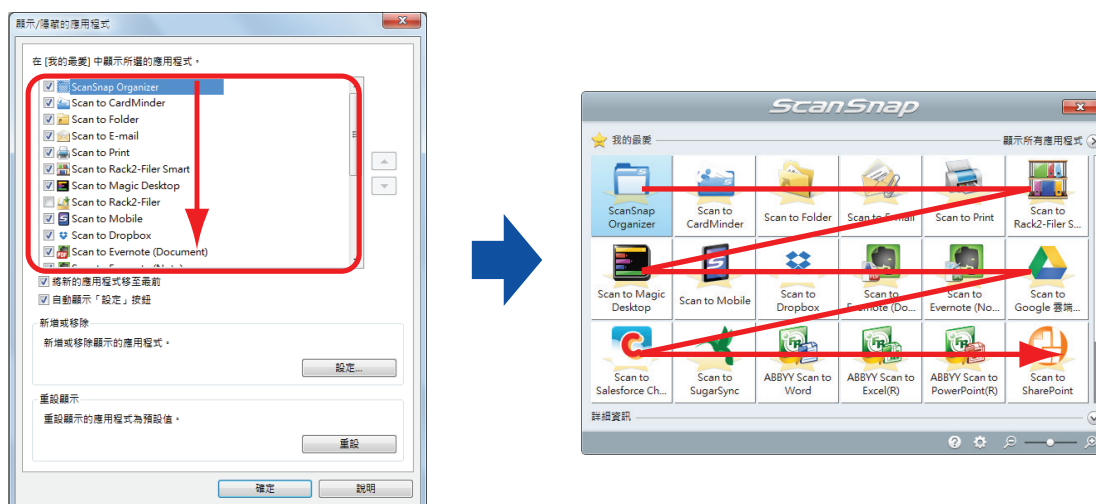 顯示/隱藏的應用程式
在 [我的最愛] 中顯示所選的應用程式。
ScanSnap Organizer
Scan to CardMinder
Scan to Folder
Scan to E-mail
Scan to Print
Scan to Rack2-Filer Smart
Scan to Magic Desktop
Scan to Rack2-Filer
Scan to Mobile
Scan to Dropbox
Scan to Evernote (Document)
將新的應用程式移至最前
自動顯示「設定」按鈕
新增或移除
新增或移除顯示的應用程式。
設定...
重設顯示
重設顯示的應用程式為預設值。
重設
確定
說明
ScanSnap
我的最愛
顯示所有應用程式
ScanSnap Organizer
Scan to CardMinder
Scan to Folder
Scan to E-mail
Scan to Print
Scan to Rack2-Filer S...
Scan to Magic Desktop
Scan to Mobile
Scan to Dropbox
Scan to Evernote (Do...
Scan to Evernote (No...
Scan to Google 雲端...
Scan to Salesforce Ch...
Scan to SugarSync
ABBYY Scan to Word
ABBYY Scan to Excel(R)
ABBYY Scan to PowerPoint(R)
Scan to SharePoint
詳細資訊